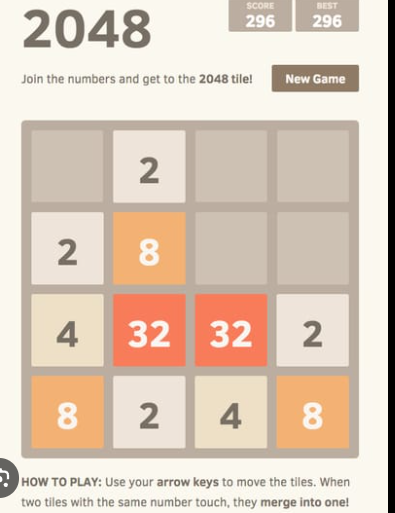 2048
SCORE BEST
296 296
Join the numbers and get to the 2048 tile!
New Game
2
2 8
4 32 32 2
8 2 4 8
HOW TO PLAY: Use your arrow keys to move the tiles. When
two tiles with the same number touch, they merge into one!